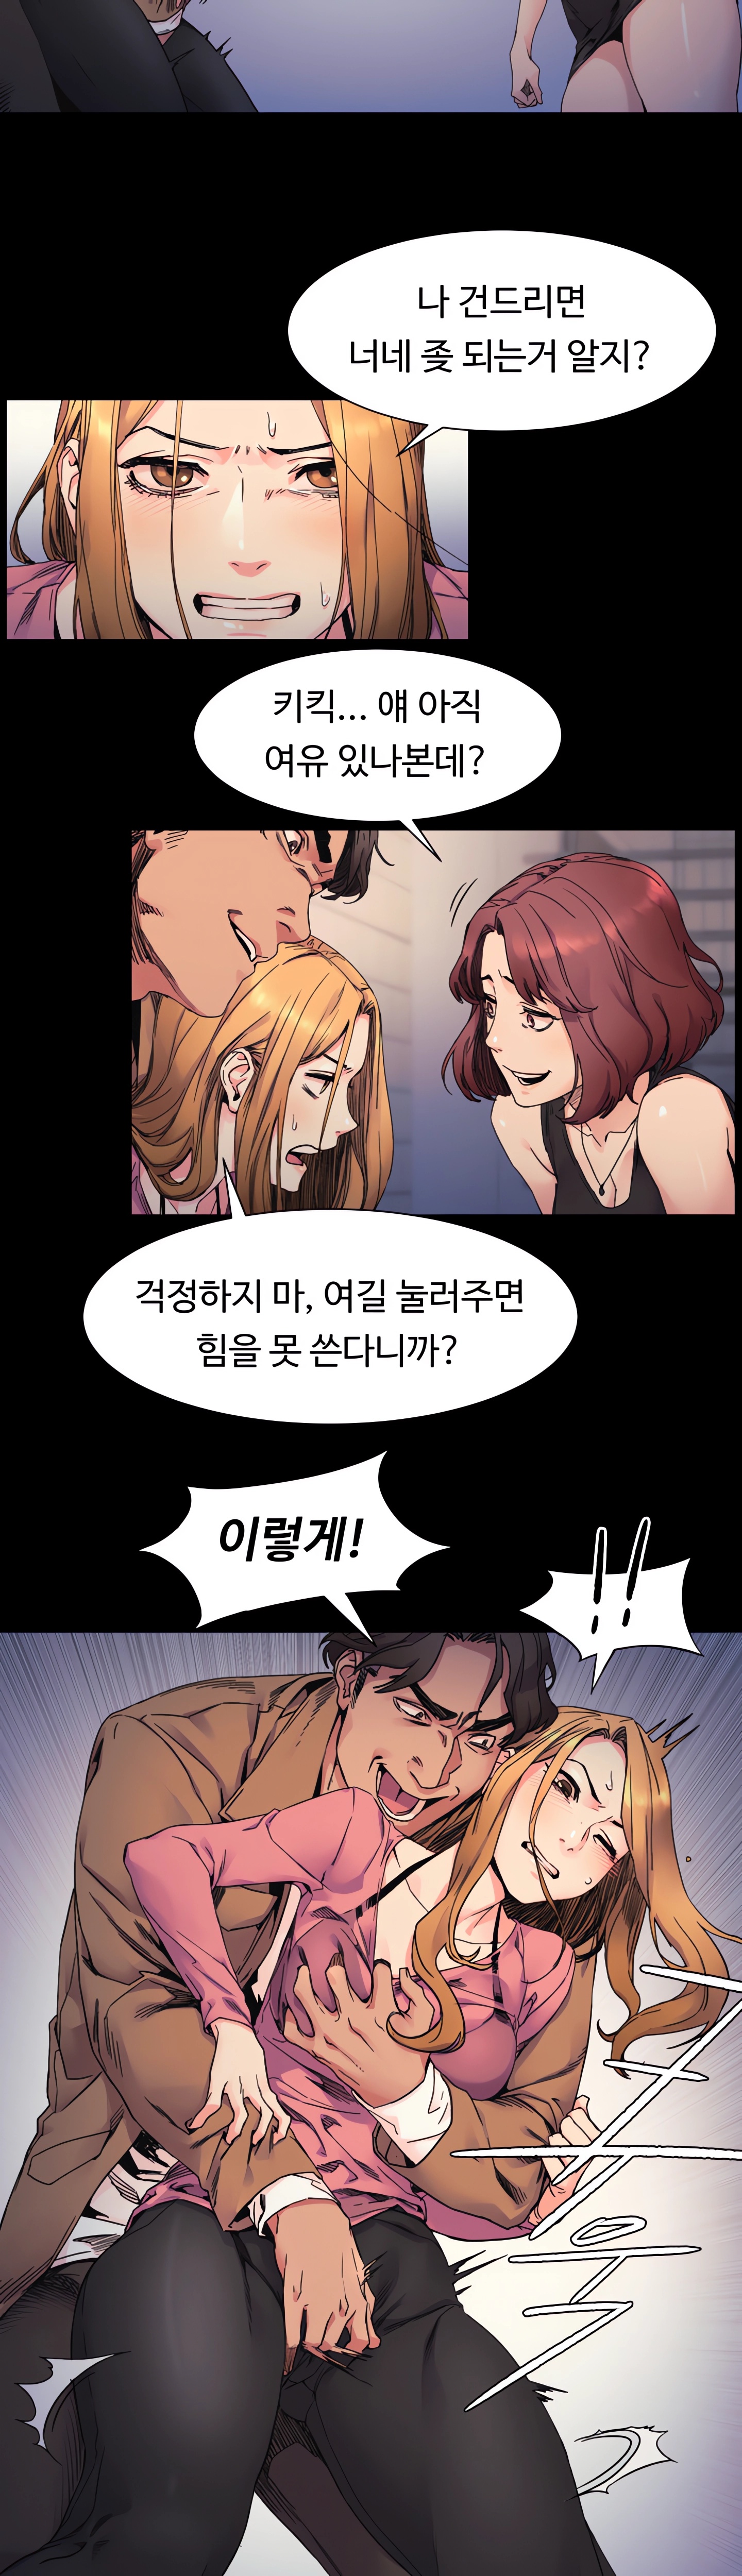 나 건드리면
너네 좆 되는거 알지?
키킥... 얘 아직
여유 있나본데?
걱정하지 마, 여길 눌러주면
힘을 못 쓴다니까?
이렇게!
!!